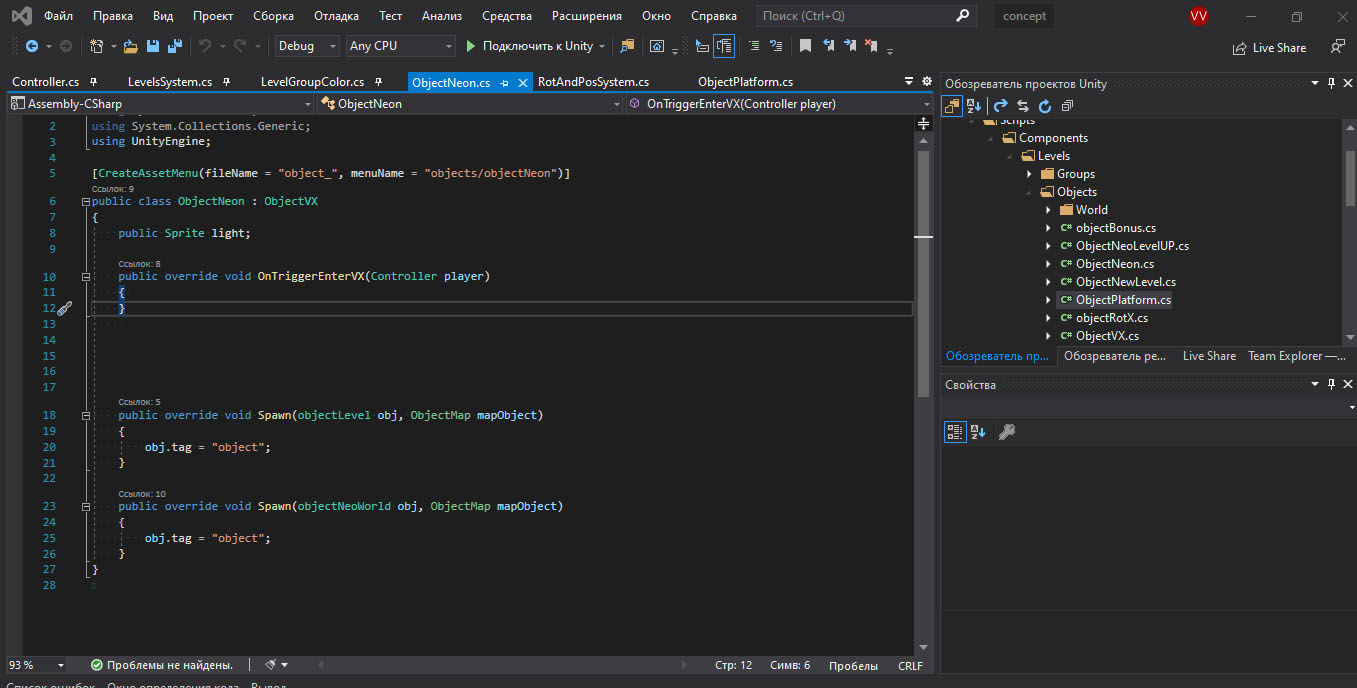 Файл Правка Вид Проект Сборка Отладка Тест Анализ Средства Расширения Окно Справка Поиск (Ctrl+Q) concept VV
Debug Any CPU Подключить к Unity Live Share
Controller.cs LevelsSystem.cs LevelGroupColor.cs ObjectNeon.cs RotAndPosSystem.cs ObjectPlatform.cs
Assembly-CSharp ObjectNeon OnTriggerEnterVX(Controller player)
2 using System.Collections.Generic;
3 using UnityEngine;
4
5 [CreateAssetMenu(fileName = "object_", menuName = "objects/objectNeon")]
Ссылок: 9
6 public class ObjectNeon : ObjectVX
7 {
8 public Sprite light;
9
Ссылок: 8
10 public override void OnTriggerEnterVX(Controller player)
11 {
12 }
13
14
15
16
17
Ссылок: 5
18 public override void Spawn(objectLevel obj, ObjectMap mapObject)
19 {
20 obj.tag = "object";
21 }
22
Ссылок: 10
23 public override void Spawn(objectNeoWorld obj, ObjectMap mapObject)
24 {
25 obj.tag = "object";
26 }
27 }
28
93 % Проблемы не найдены. Стр: 12 Симв: 6 Пробелы CRLF
Список ошибок Окно определения кода Вывод
Обозреватель проектов Unity
Scripts
Components
Levels
Groups
Objects
World
C# objectBonus.cs
C# ObjectNeoLevelUP.cs
C# ObjectNeon.cs
C# ObjectNewLevel.cs
C# ObjectPlatform.cs
C# objectRotX.cs
C# ObjectVX.cs
Обозреватель пр... Обозреватель ре... Live Share Team Explorer —...
Свойства